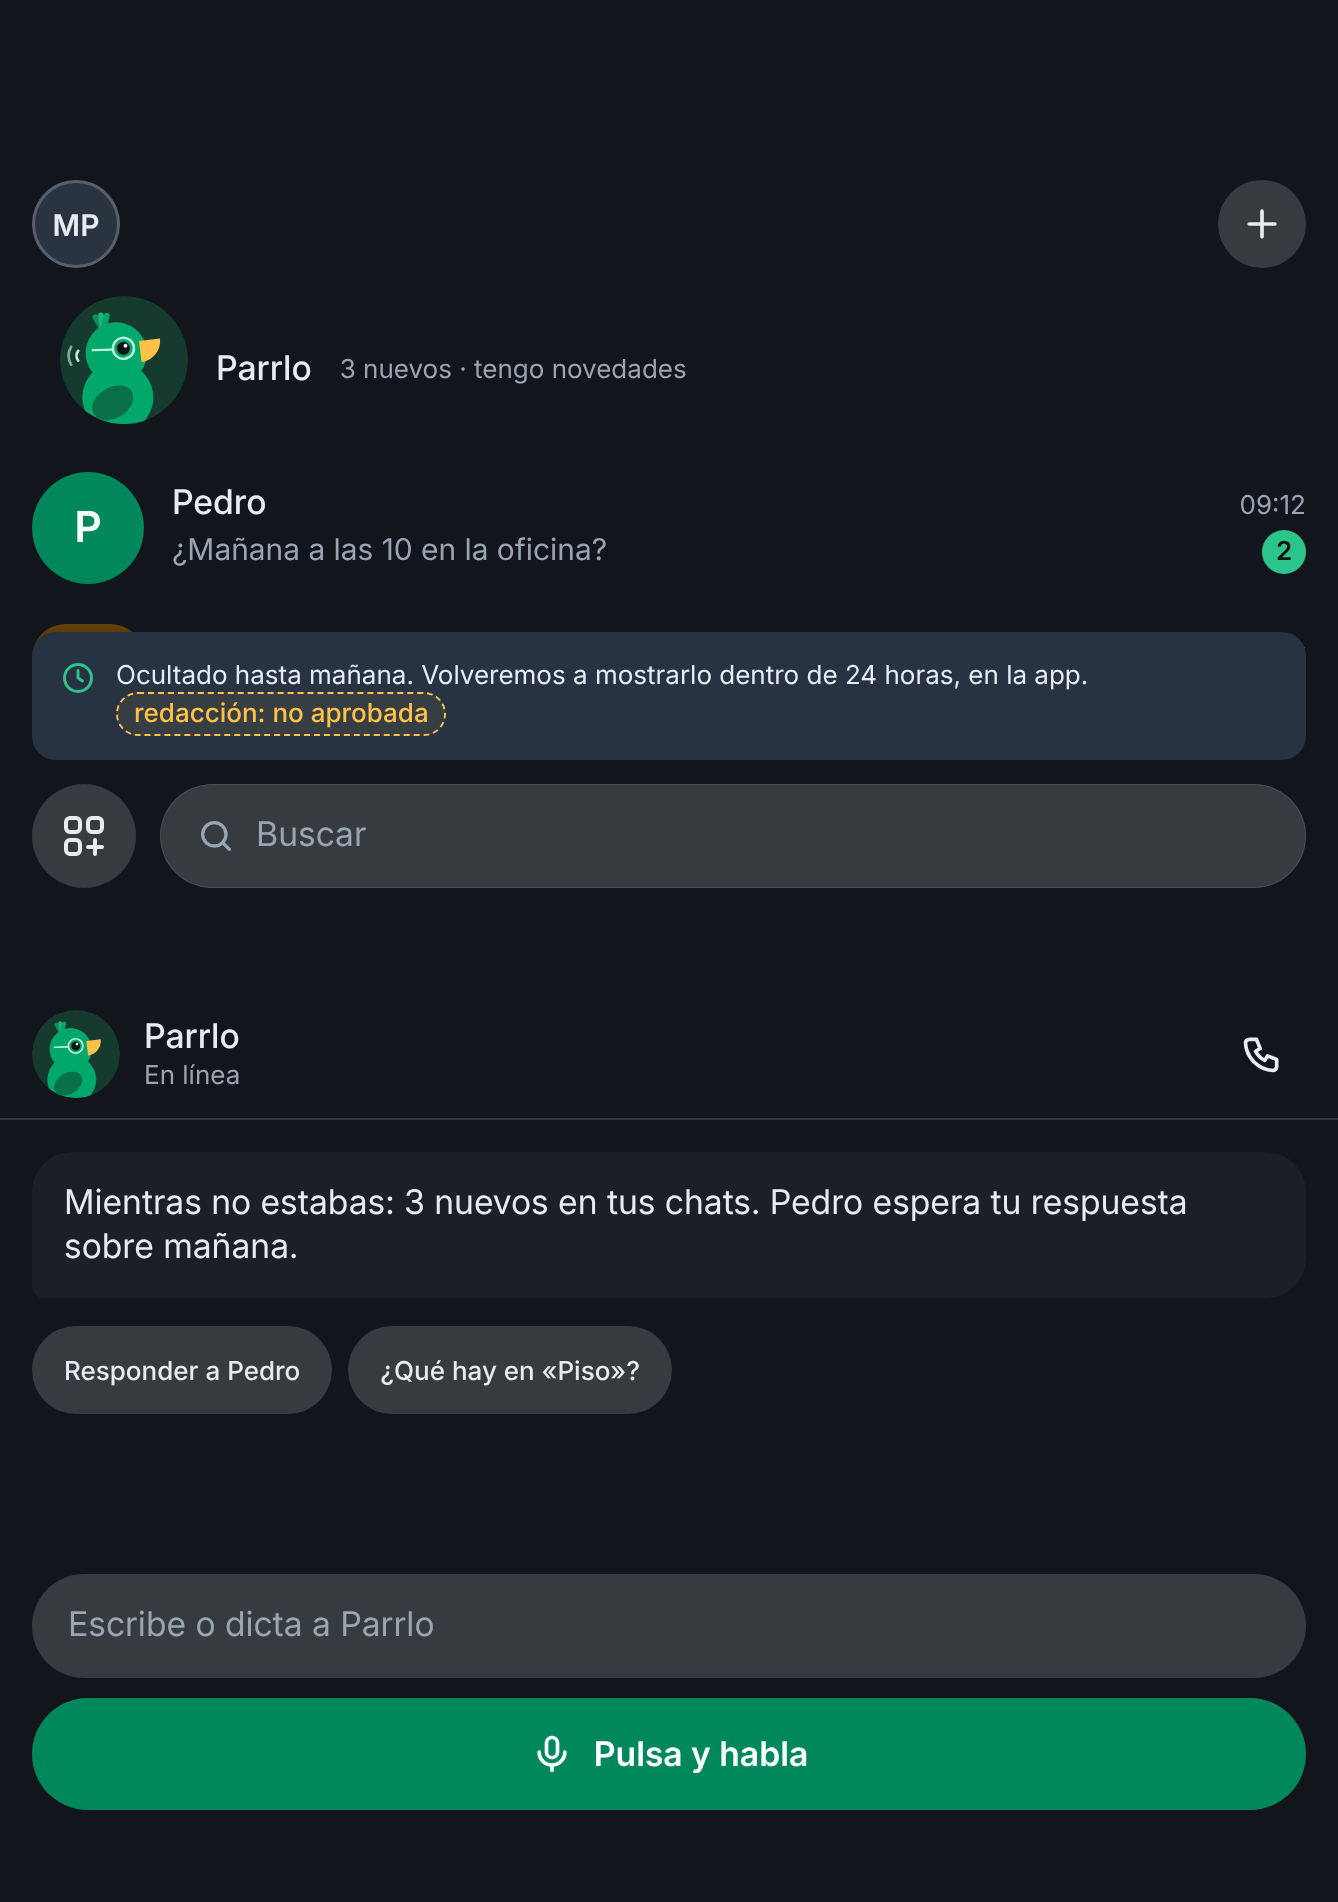 MP
Parrlo 3 nuevos · tengo novedades
P
Pedro
09:12
¿Mañana a las 10 en la oficina?
2
Ocultado hasta mañana. Volveremos a mostrarlo dentro de 24 horas, en la app.
redacción: no aprobada
Buscar
Parrlo
En línea
Mientras no estabas: 3 nuevos en tus chats. Pedro espera tu respuesta
sobre mañana.
Responder a Pedro
¿Qué hay en «Piso»?
Escribe o dicta a Parrlo
Pulsa y habla